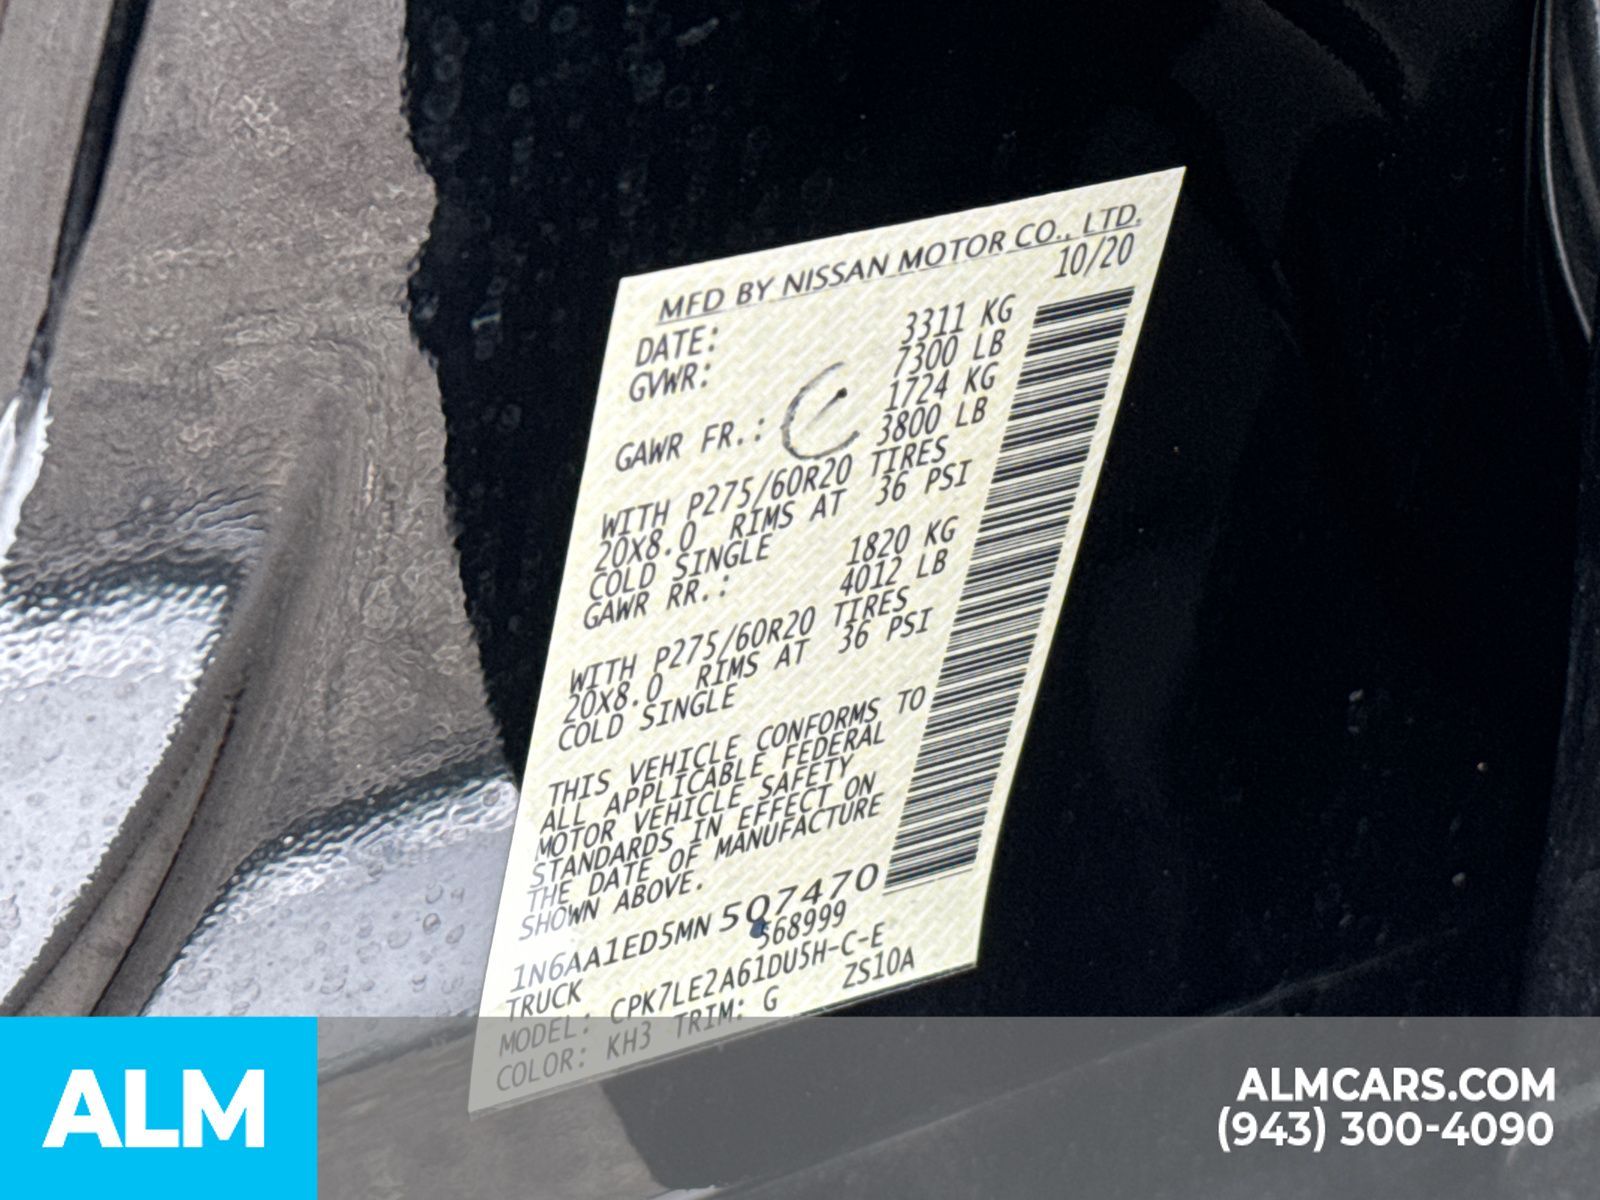 MFD BY NISSAN MOTOR CO., LTD.
DATE: 10/20
GVWR: 3311 KG
7300 LB
GAWR FR.: 1724 KG
3800 LB
WITH P275/60R20 TIRES
20X8.0 RIMS AT 36 PSI
COLD SINGLE
GAWR RR.: 1820 KG
4012 LB
WITH P275/60R20 TIRES
20X8.0 RIMS AT 36 PSI
COLD SINGLE
THIS VEHICLE CONFORMS TO
ALL APPLICABLE FEDERAL
MOTOR VEHICLE SAFETY
STANDARDS IN EFFECT ON
THE DATE OF MANUFACTURE
SHOWN ABOVE.
1N6AA1ED5MN 507470
TRUCK 568999
MODEL: CPK7LE2A61DU5H-C-E
COLOR: KH3 TRIM: G ZS10A
ALM
ALMCARS.COM
(943) 300-4090